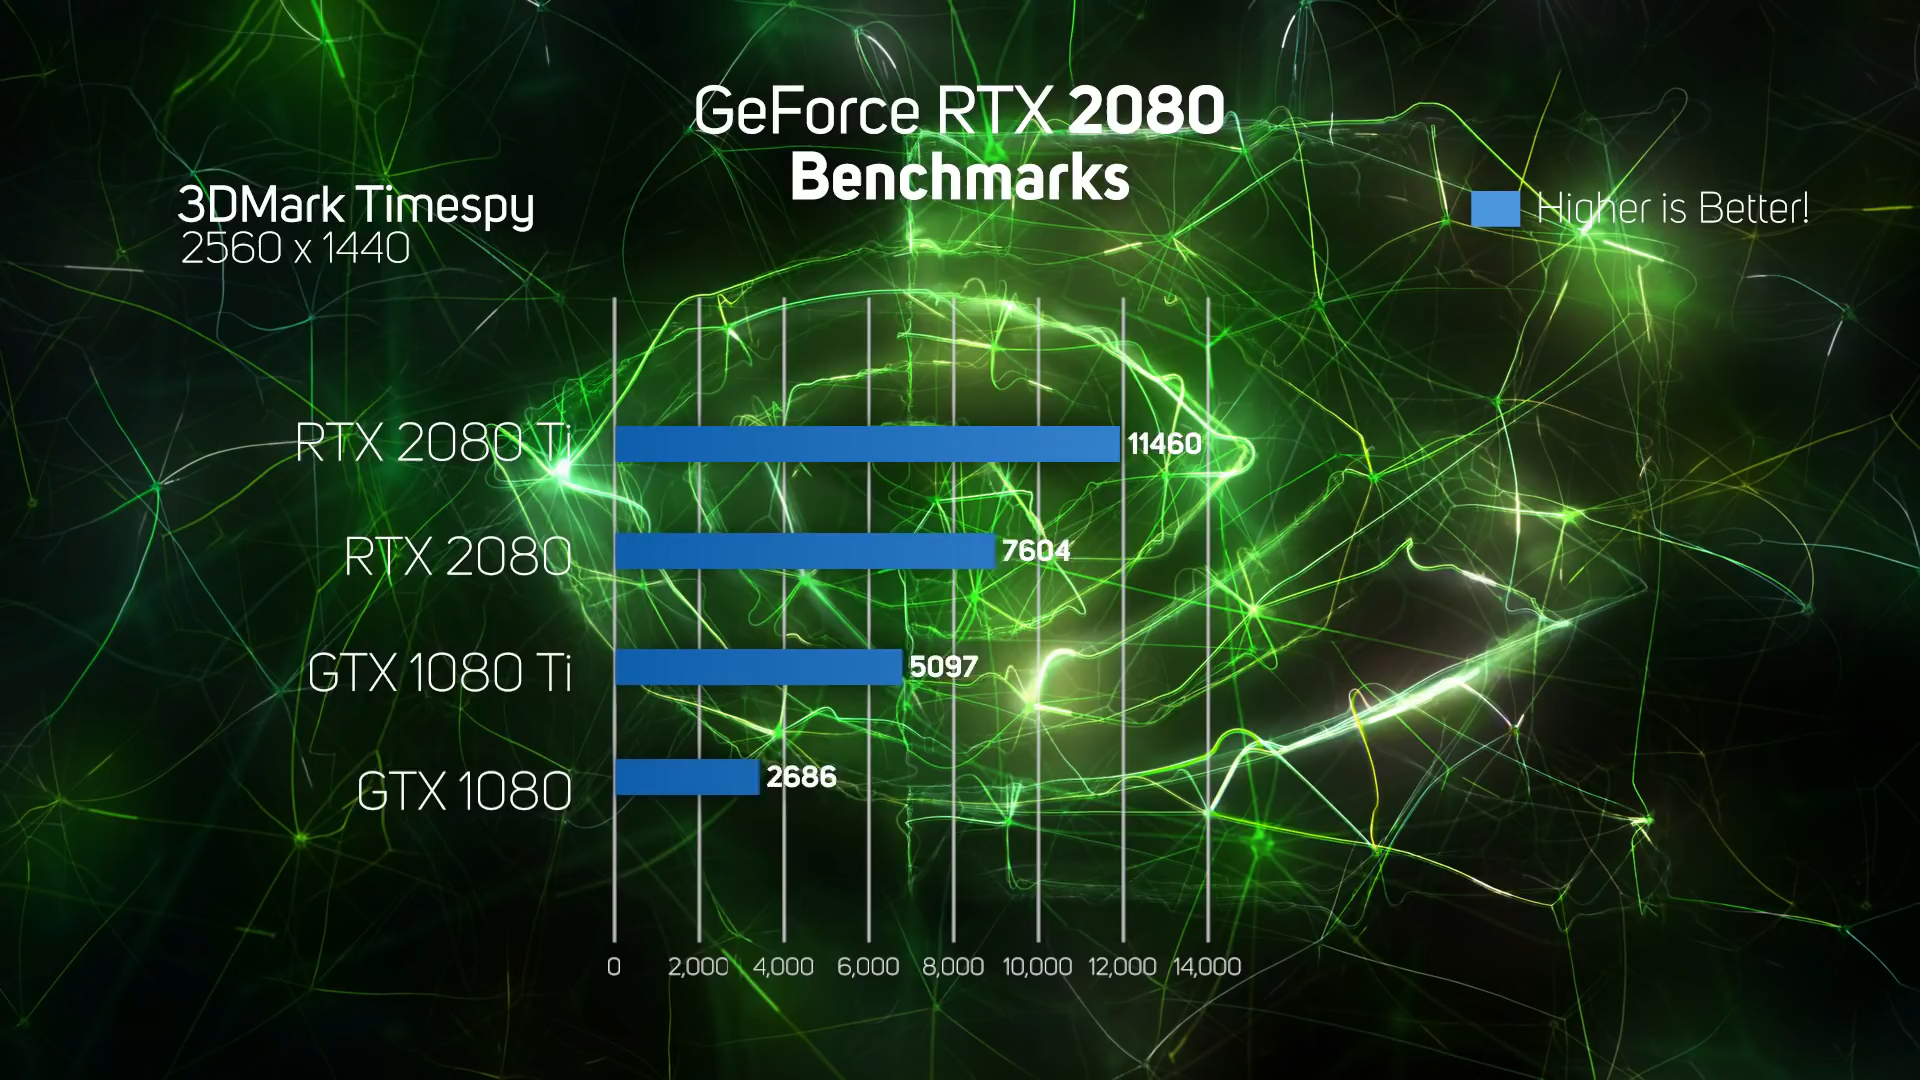 GeForce RTX 2080
Benchmarks
3DMark Timespy
2560 x 1440
Higher is Better!
RTX 2080 Ti
11460
RTX 2080
7604
GTX 1080 Ti
5097
GTX 1080
2686
0 2,000 4,000 6,000 8,000 10,000 12,000 14,000